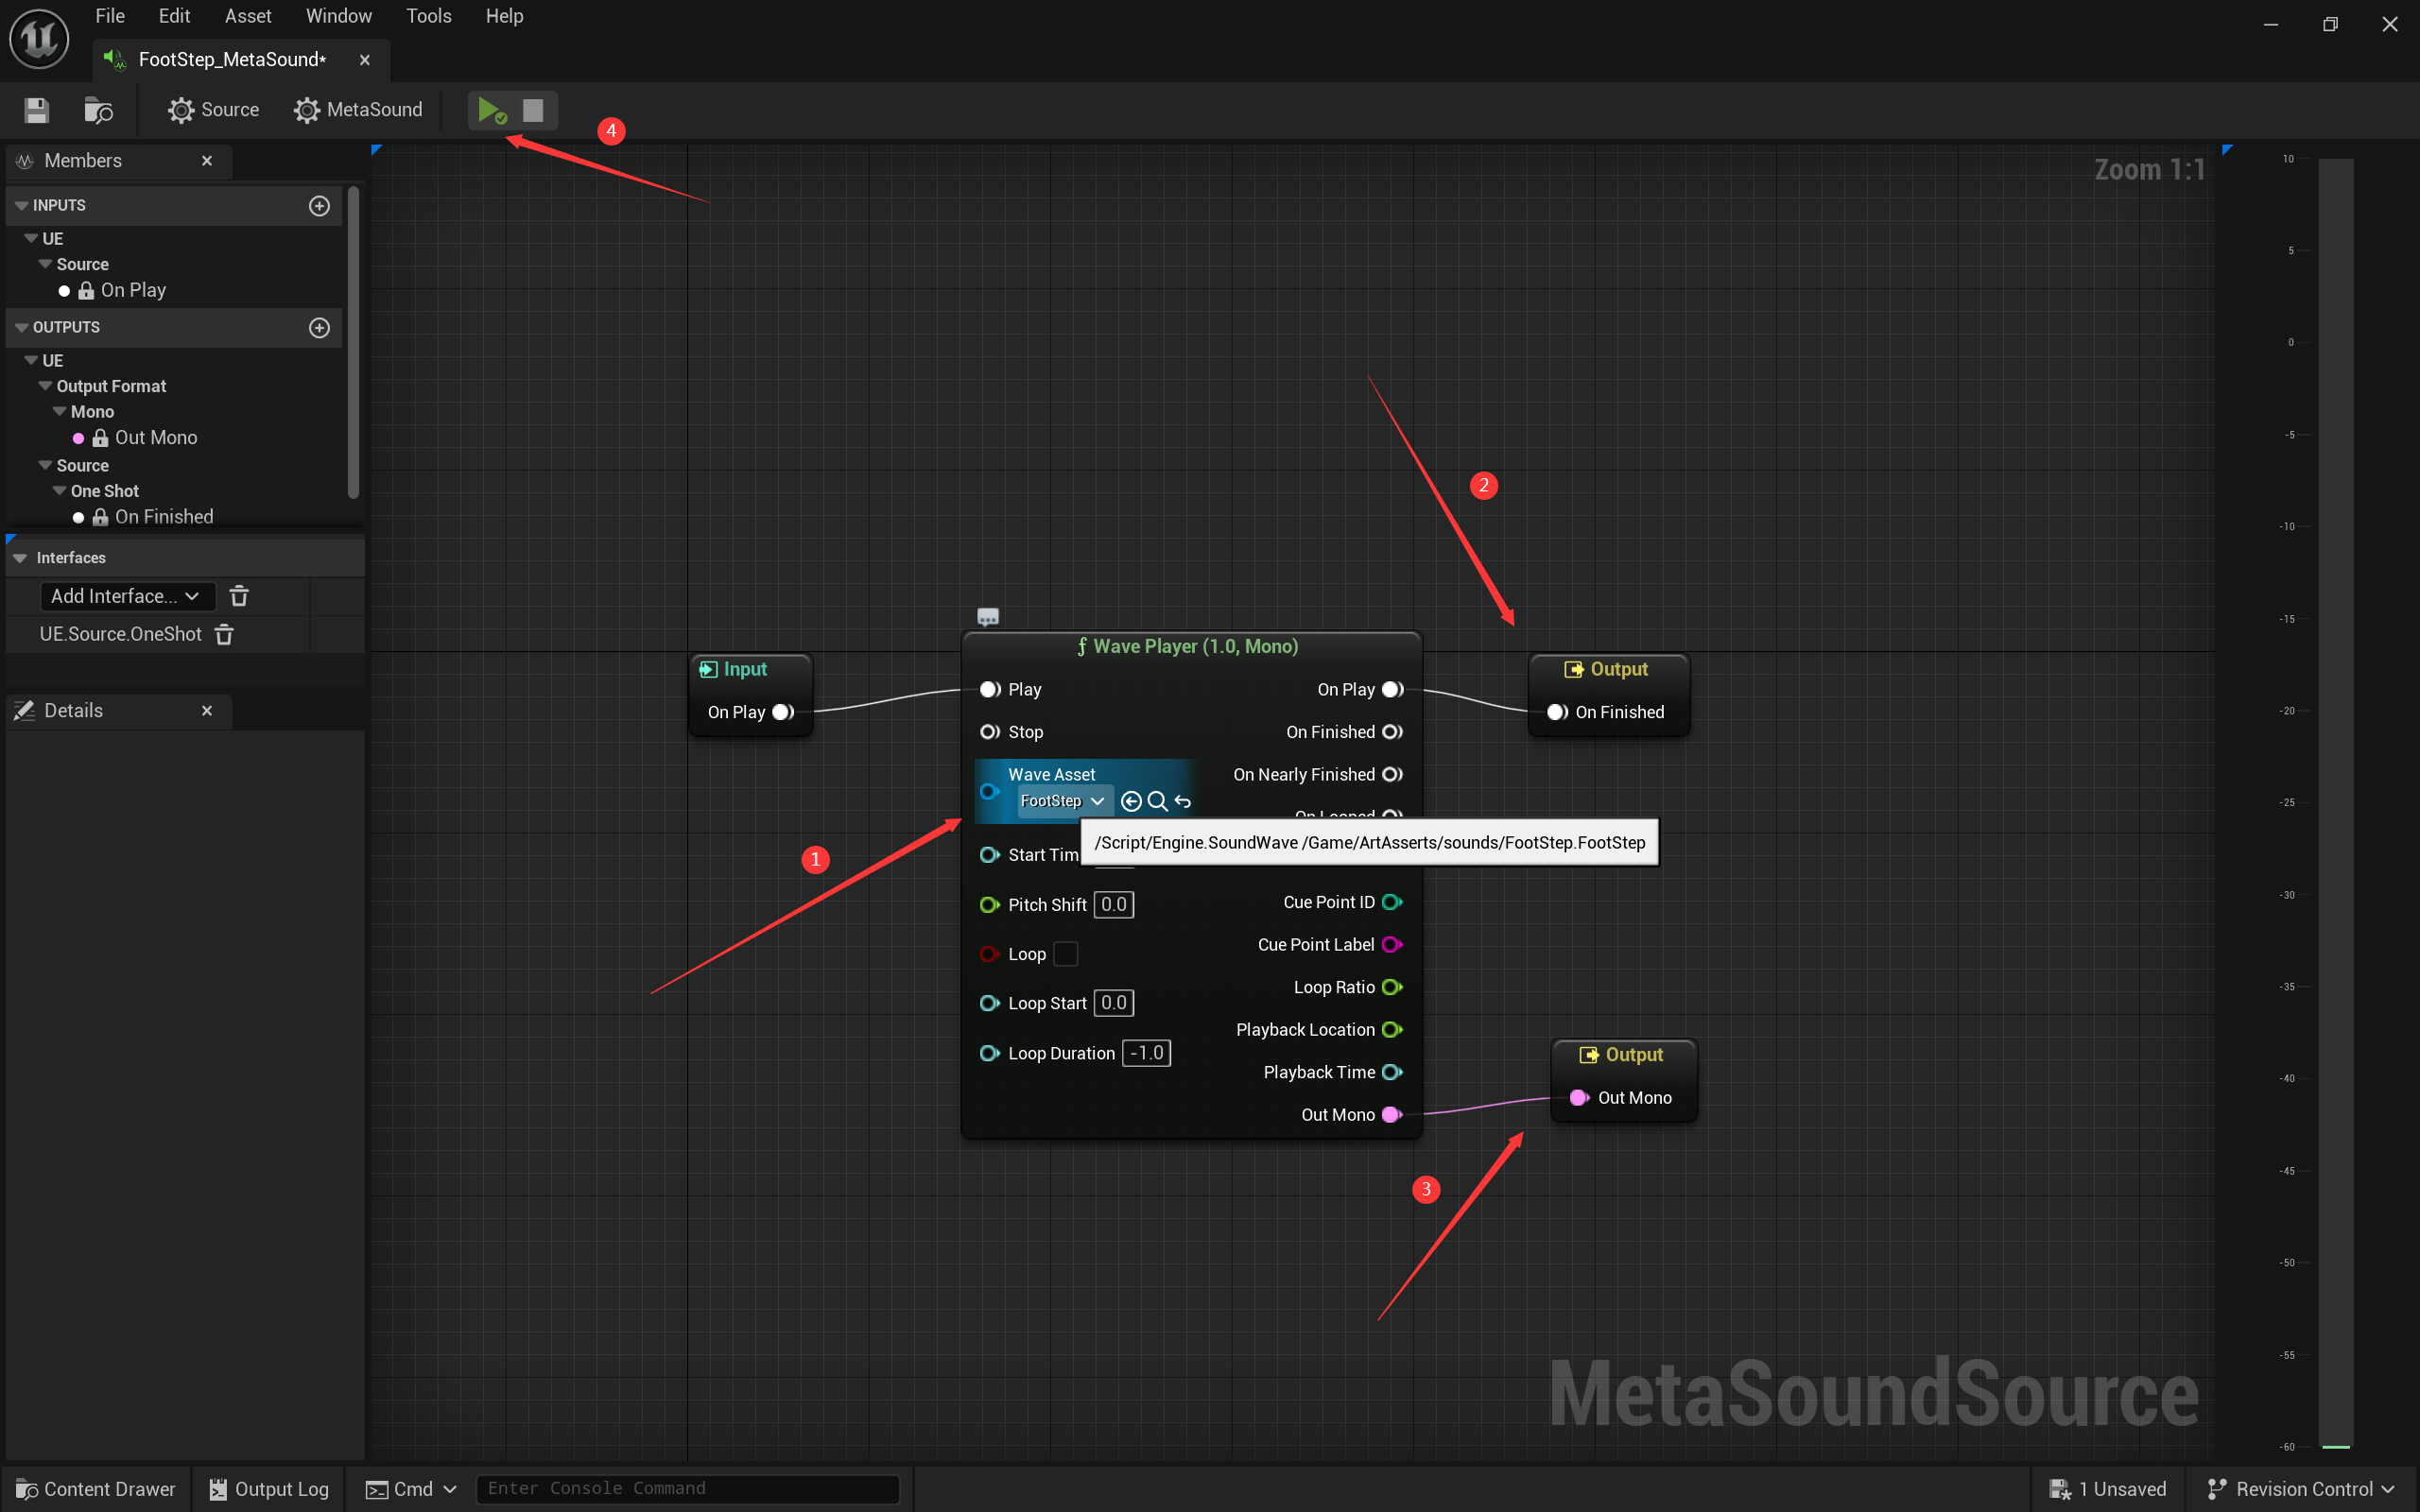 File Edit Asset Window Tools Help
FootStep_MetaSound*
Source MetaSound
4
Members
INPUTS
UE
Source
On Play
OUTPUTS
UE
Output Format
Mono
Out Mono
Source
One Shot
On Finished
Interfaces
Add Interface...
UE.Source.OneShot
Details
Zoom 1:1
2
Input
On Play
Wave Player (1.0, Mono)
Play On Play
Stop On Finished
Wave Asset On Nearly Finished
FootStep
On Looped
/Script/Engine.SoundWave /Game/ArtAsserts/sounds/FootStep.FootStep
Start Tim
Pitch Shift 0.0 Cue Point ID
Cue Point Label
Loop
Loop Ratio
Loop Start 0.0
Playback Location
Loop Duration -1.0
Playback Time
Out Mono
Output
On Finished
1
Output
Out Mono
3
MetaSoundSource
10
5
0
-5
-10
-15
-20
-25
-30
-35
-40
-45
-50
-55
-60
Content Drawer Output Log Cmd Enter Console Command 1 Unsaved Revision Control